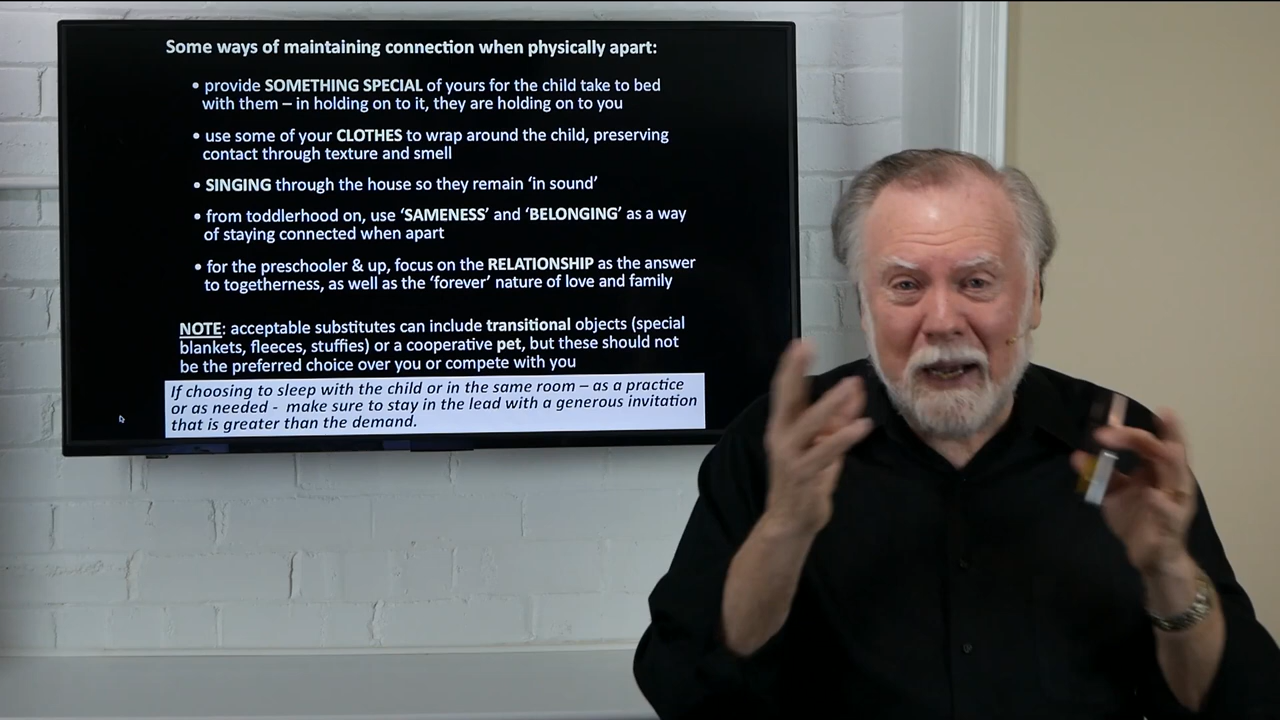 Some ways of maintaining connection when physically apart:
• provide SOMETHING SPECIAL of yours for the child take to bed
with them – in holding on to it, they are holding on to you
• use some of your CLOTHES to wrap around the child, preserving
contact through texture and smell
• SINGING through the house so they remain ‘in sound’
• from toddlerhood on, use ‘SAMENESS’ and ‘BELONGING’ as a way
of staying connected when apart
• for the preschooler & up, focus on the RELATIONSHIP as the answer
to togetherness, as well as the ‘forever’ nature of love and family
NOTE: acceptable substitutes can include transitional objects (special
blankets, fleeces, stuffies) or a cooperative pet, but these should not
be the preferred choice over you or compete with you
If choosing to sleep with the child or in the same room – as a practice
or as needed - make sure to stay in the lead with a generous invitation
that is greater than the demand.